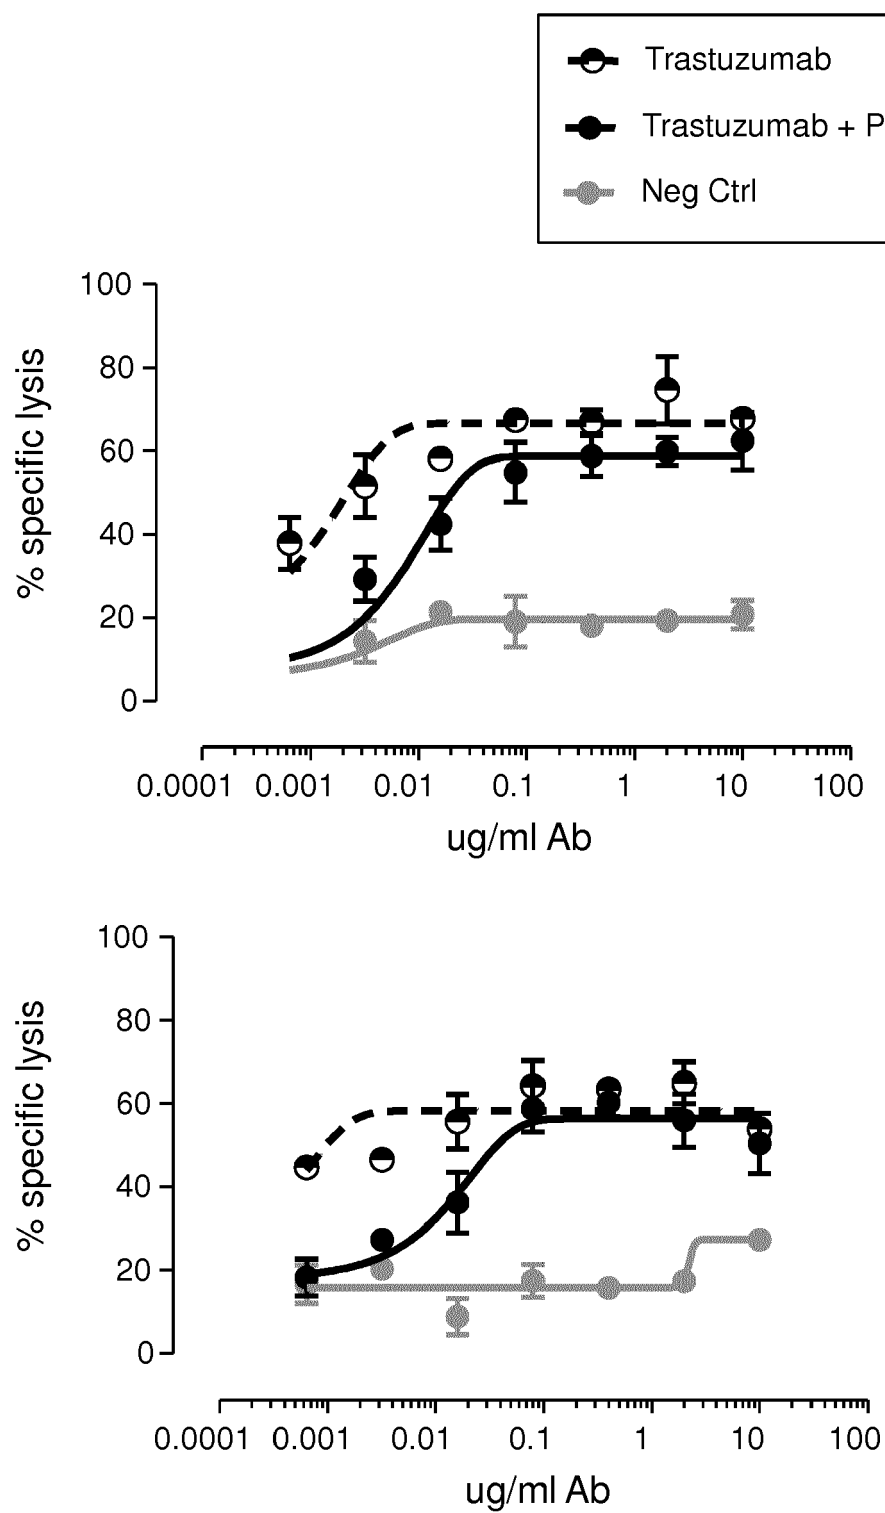 Trastuzumab
Trastuzumab + P
Neg Ctrl
100
80
60
40
20
0
% specific lysis
0.0001 0.001 0.01 0.1 1 10 100
ug/ml Ab
100
80
60
40
20
0
% specific lysis
0.0001 0.001 0.01 0.1 1 10 100
ug/ml Ab